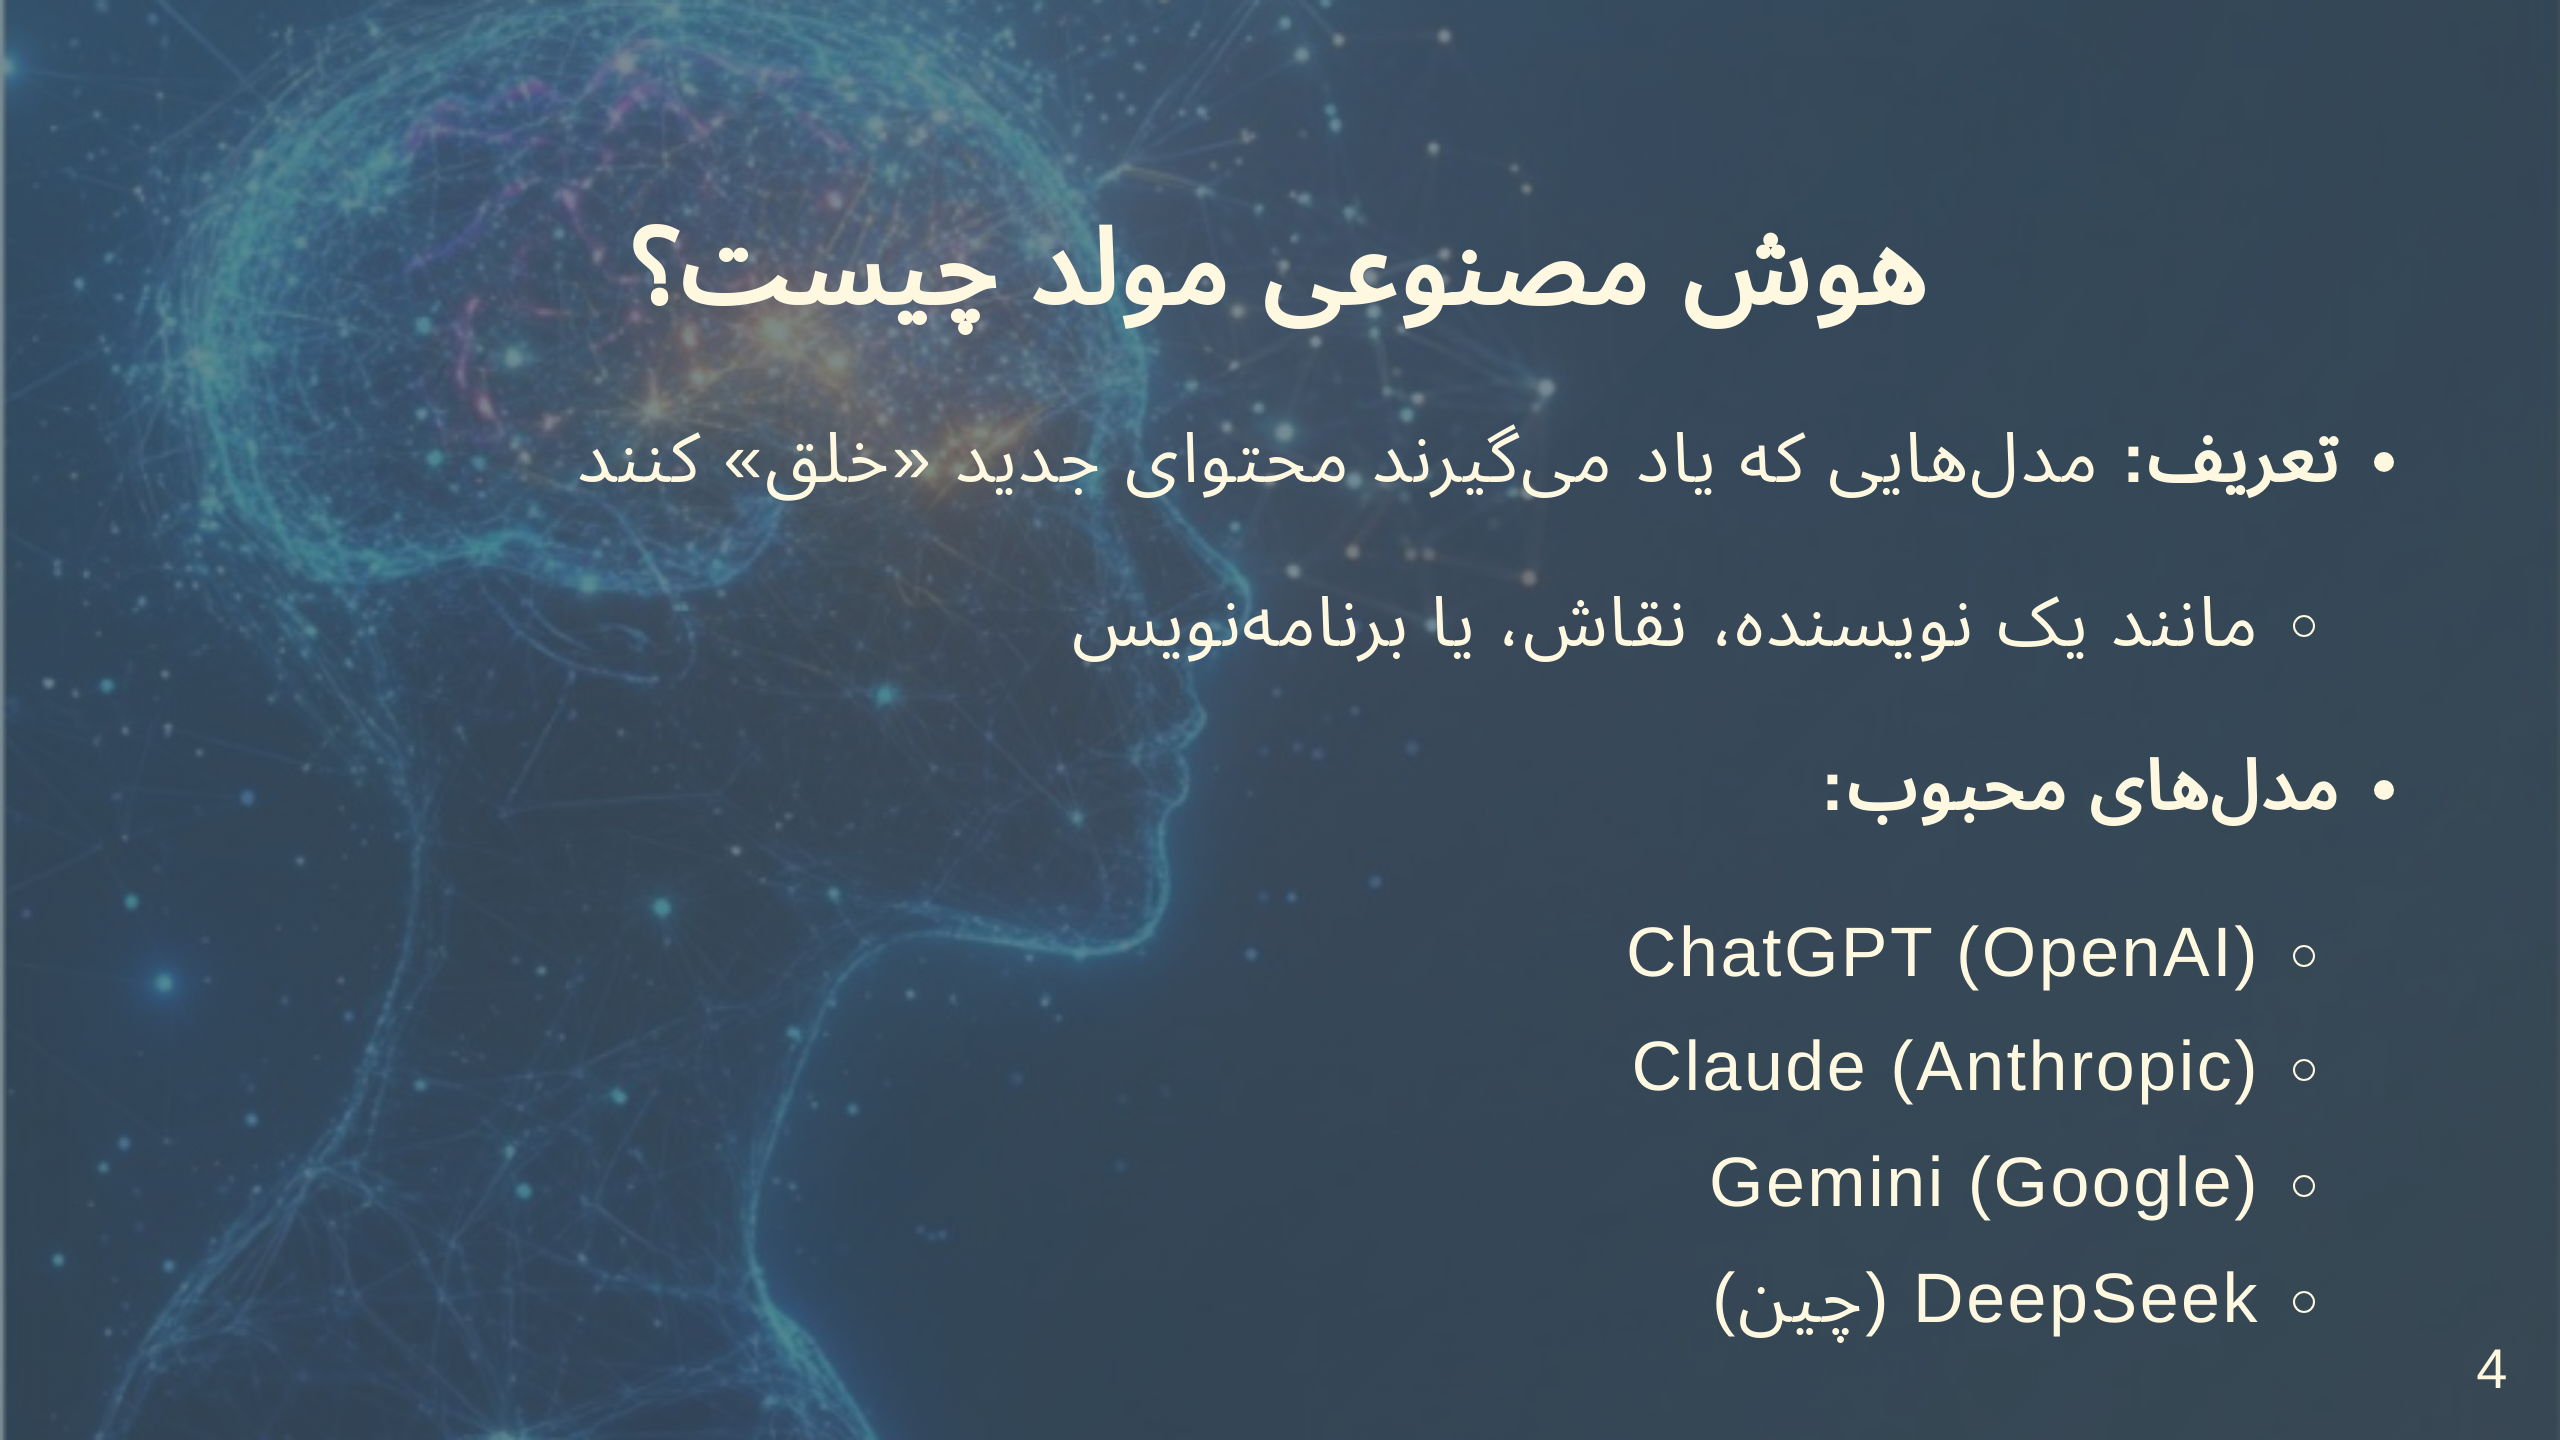 هوش مصنوعی مولد چیست؟
• تعریف: مدل‌هایی که یاد می‌گیرند محتوای جدید «خلق» کنند
◦ مانند یک نویسنده، نقاش، یا برنامه‌نویس
• مدل‌های محبوب:
◦ ChatGPT (OpenAI)
◦ Claude (Anthropic)
◦ Gemini (Google)
◦ DeepSeek (چین)
4